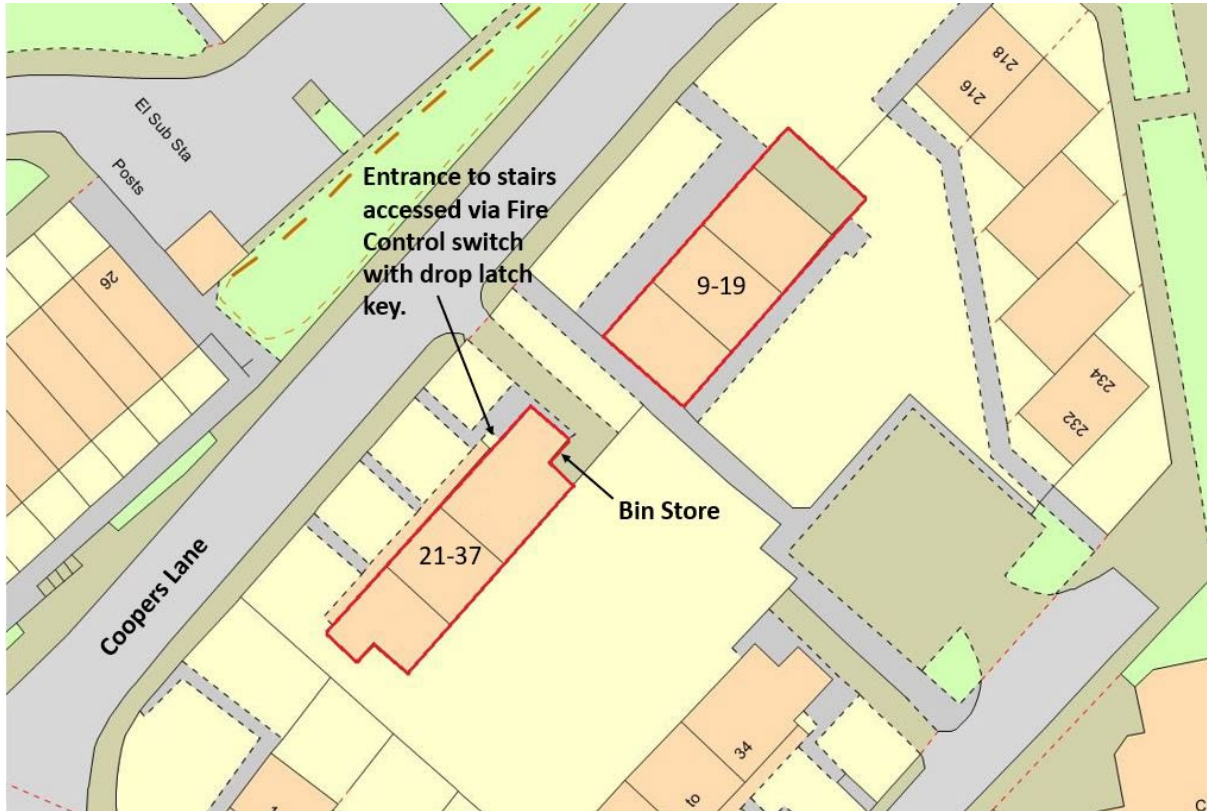 218
216
El Sub Sta
Posts
Entrance to stairs
accessed via Fire
Control switch
with drop latch
key.
26
9-19
234
232
Bin Store
21-37
Coopers Lane
34
to